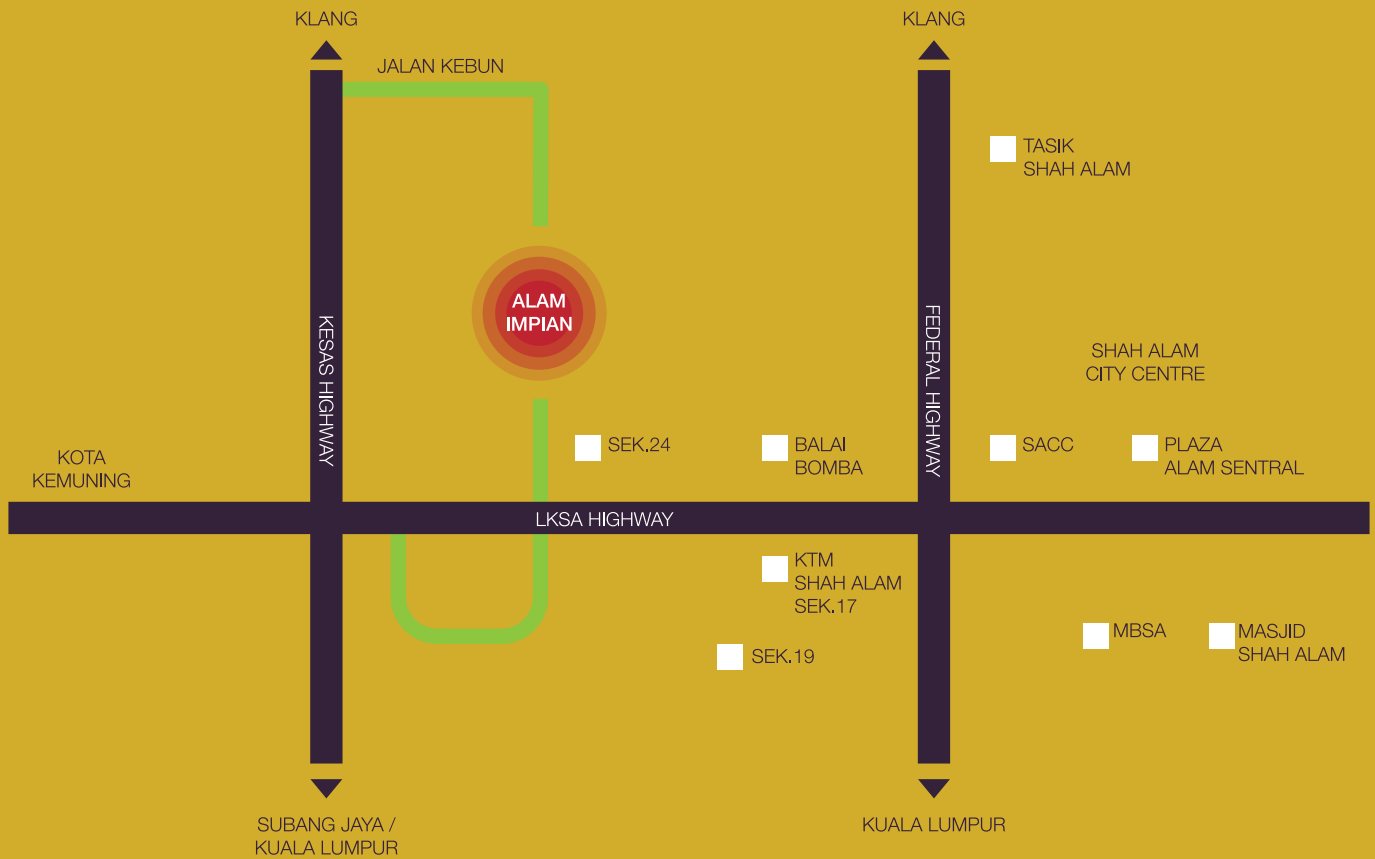 KLANG
KLANG
JALAN KEBUN
TASIK
SHAH ALAM
ALAM
IMPIAN
KESAS HIGHWAY
FEDERAL HIGHWAY
SHAH ALAM
CITY CENTRE
KOTA
KEMUNING
SEK.24
BALAI
BOMBA
SACC
PLAZA
ALAM SENTRAL
LKSA HIGHWAY
KTM
SHAH ALAM
SEK.17
SEK.19
MBSA
MASJID
SHAH ALAM
SUBANG JAYA /
KUALA LUMPUR
KUALA LUMPUR